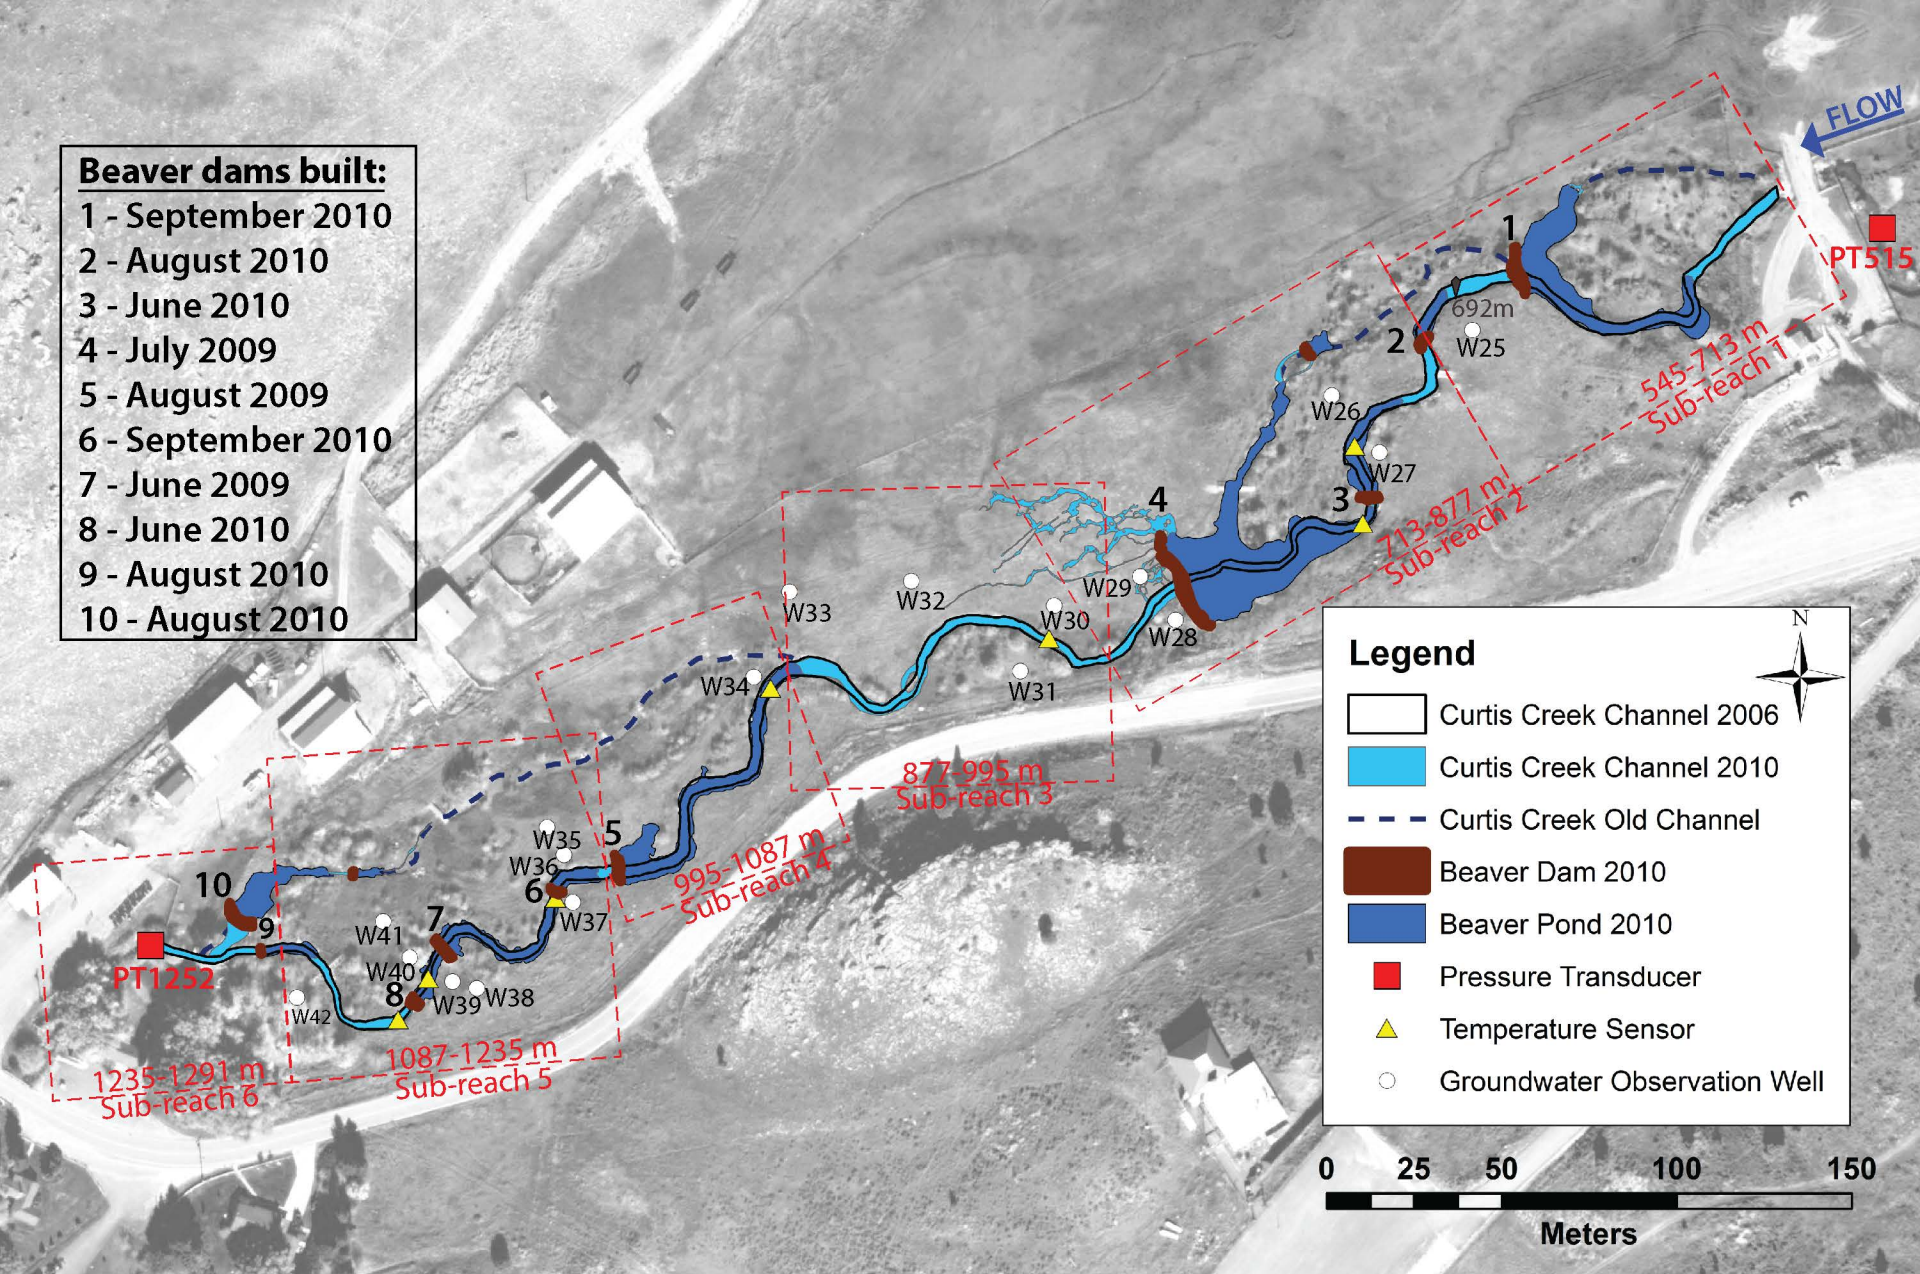 FLOW
PT515
Beaver dams built:
1 - September 2010
2 - August 2010
3 - June 2010
4 - July 2009
5 - August 2009
6 - September 2010
7 - June 2009
8 - June 2010
9 - August 2010
10 - August 2010
1
692m
2
W25
545-713 m
Sub-reach 1
W26
W27
3
713-877 m
Sub-reach 2
4
W29
W28
W30
W31
W32
W33
877-995 m
Sub-reach 3
W34
995-1087 m
Sub-reach 4
5
W35
W36
6
W37
7
W41
W40
8
W39
W38
W42
1087-1235 m
Sub-reach 5
10
9
PT1252
1235-1291 m
Sub-reach 6
Legend
N
Curtis Creek Channel 2006
Curtis Creek Channel 2010
Curtis Creek Old Channel
Beaver Dam 2010
Beaver Pond 2010
Pressure Transducer
Temperature Sensor
Groundwater Observation Well
0 25 50 100 150
Meters